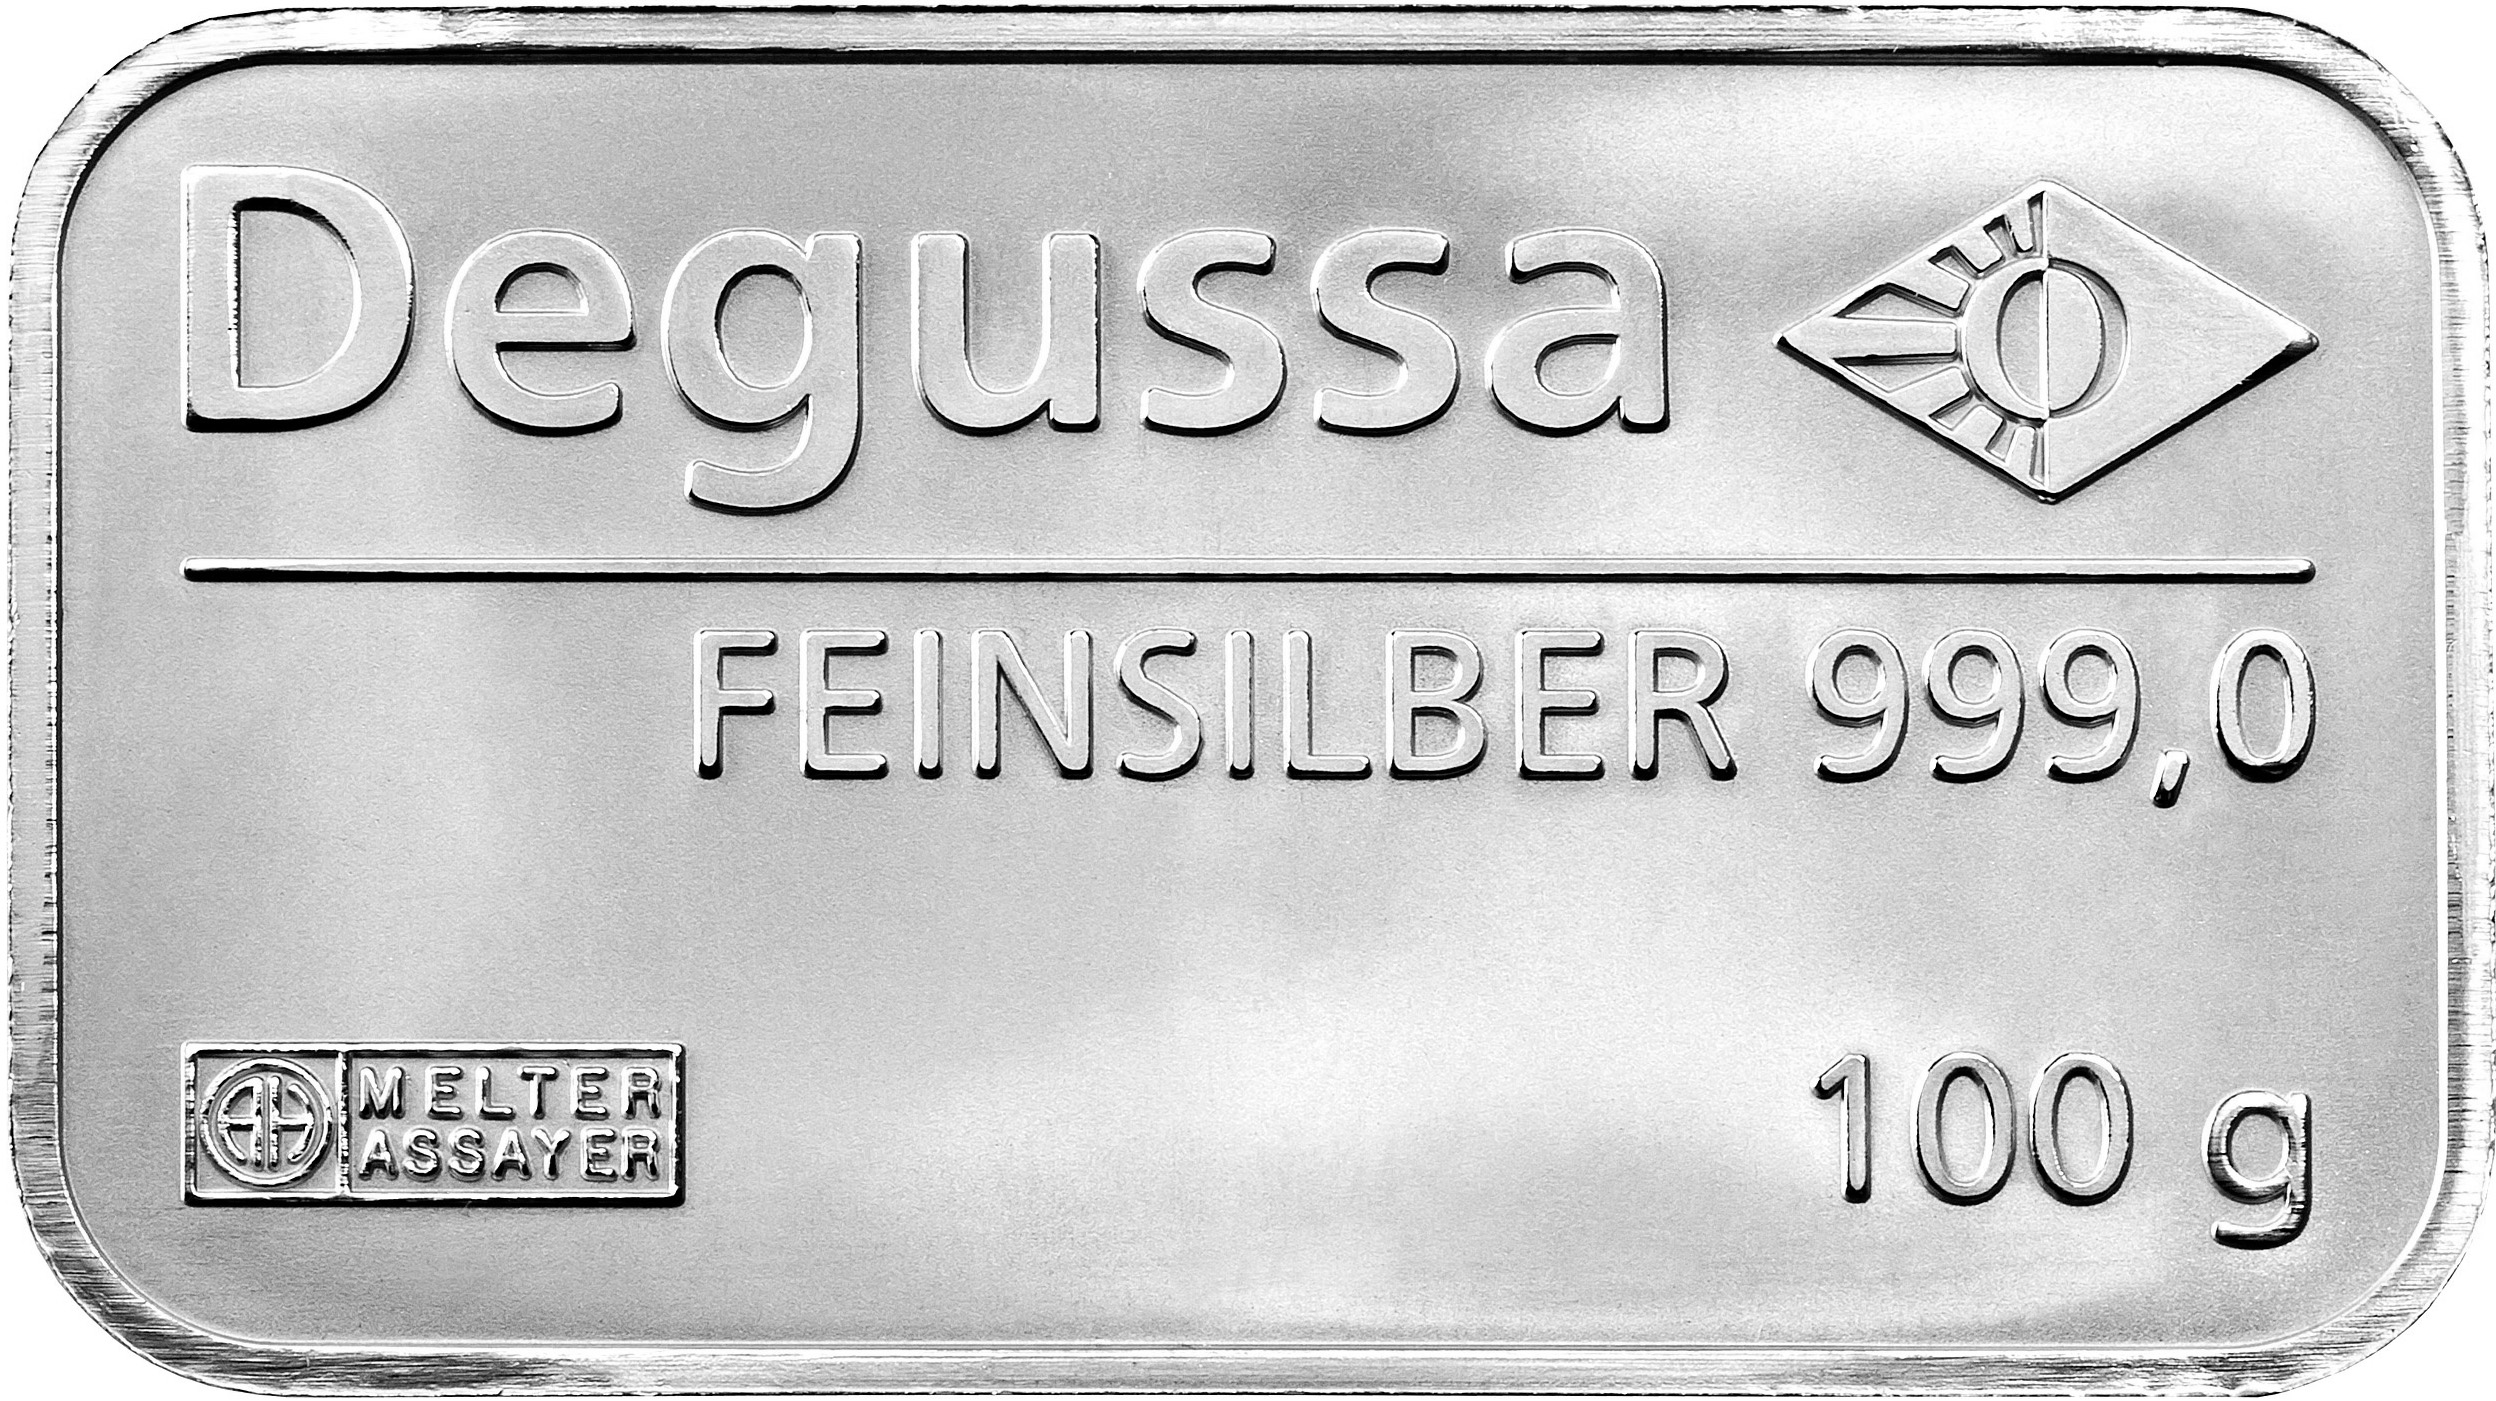 Degussa
FEINSILBER 999,0
MELTER
ASSAYER
100 g